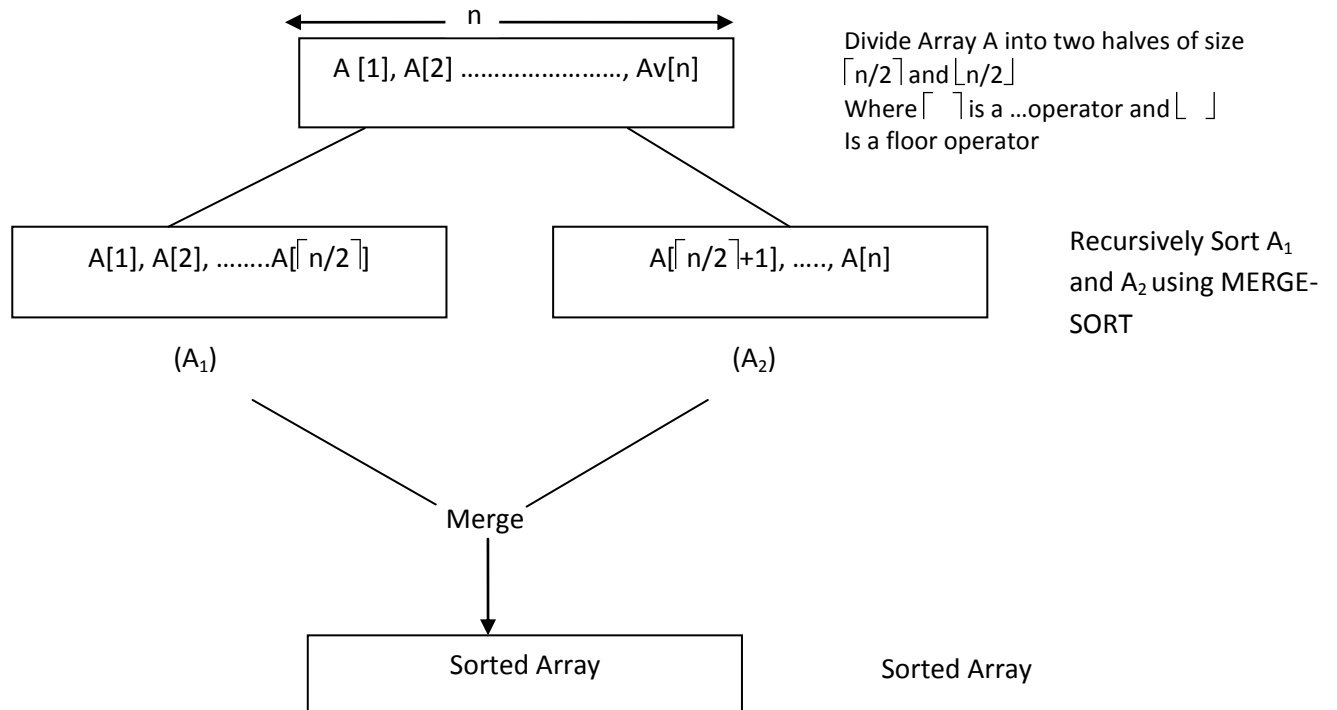 n
A [1], A[2] ……………………, Av[n]
Divide Array A into two halves of size
⌈n/2⌉ and ⌊n/2⌋
Where ⌈ ⌉ is a …operator and ⌊ ⌋
Is a floor operator
A[1], A[2], ……..A[⌈n/2⌉]
A[⌈n/2⌉+1], ….., A[n]
Recursively Sort A₁
and A₂ using MERGE-
SORT
(A₁)
(A₂)
Merge
Sorted Array
Sorted Array